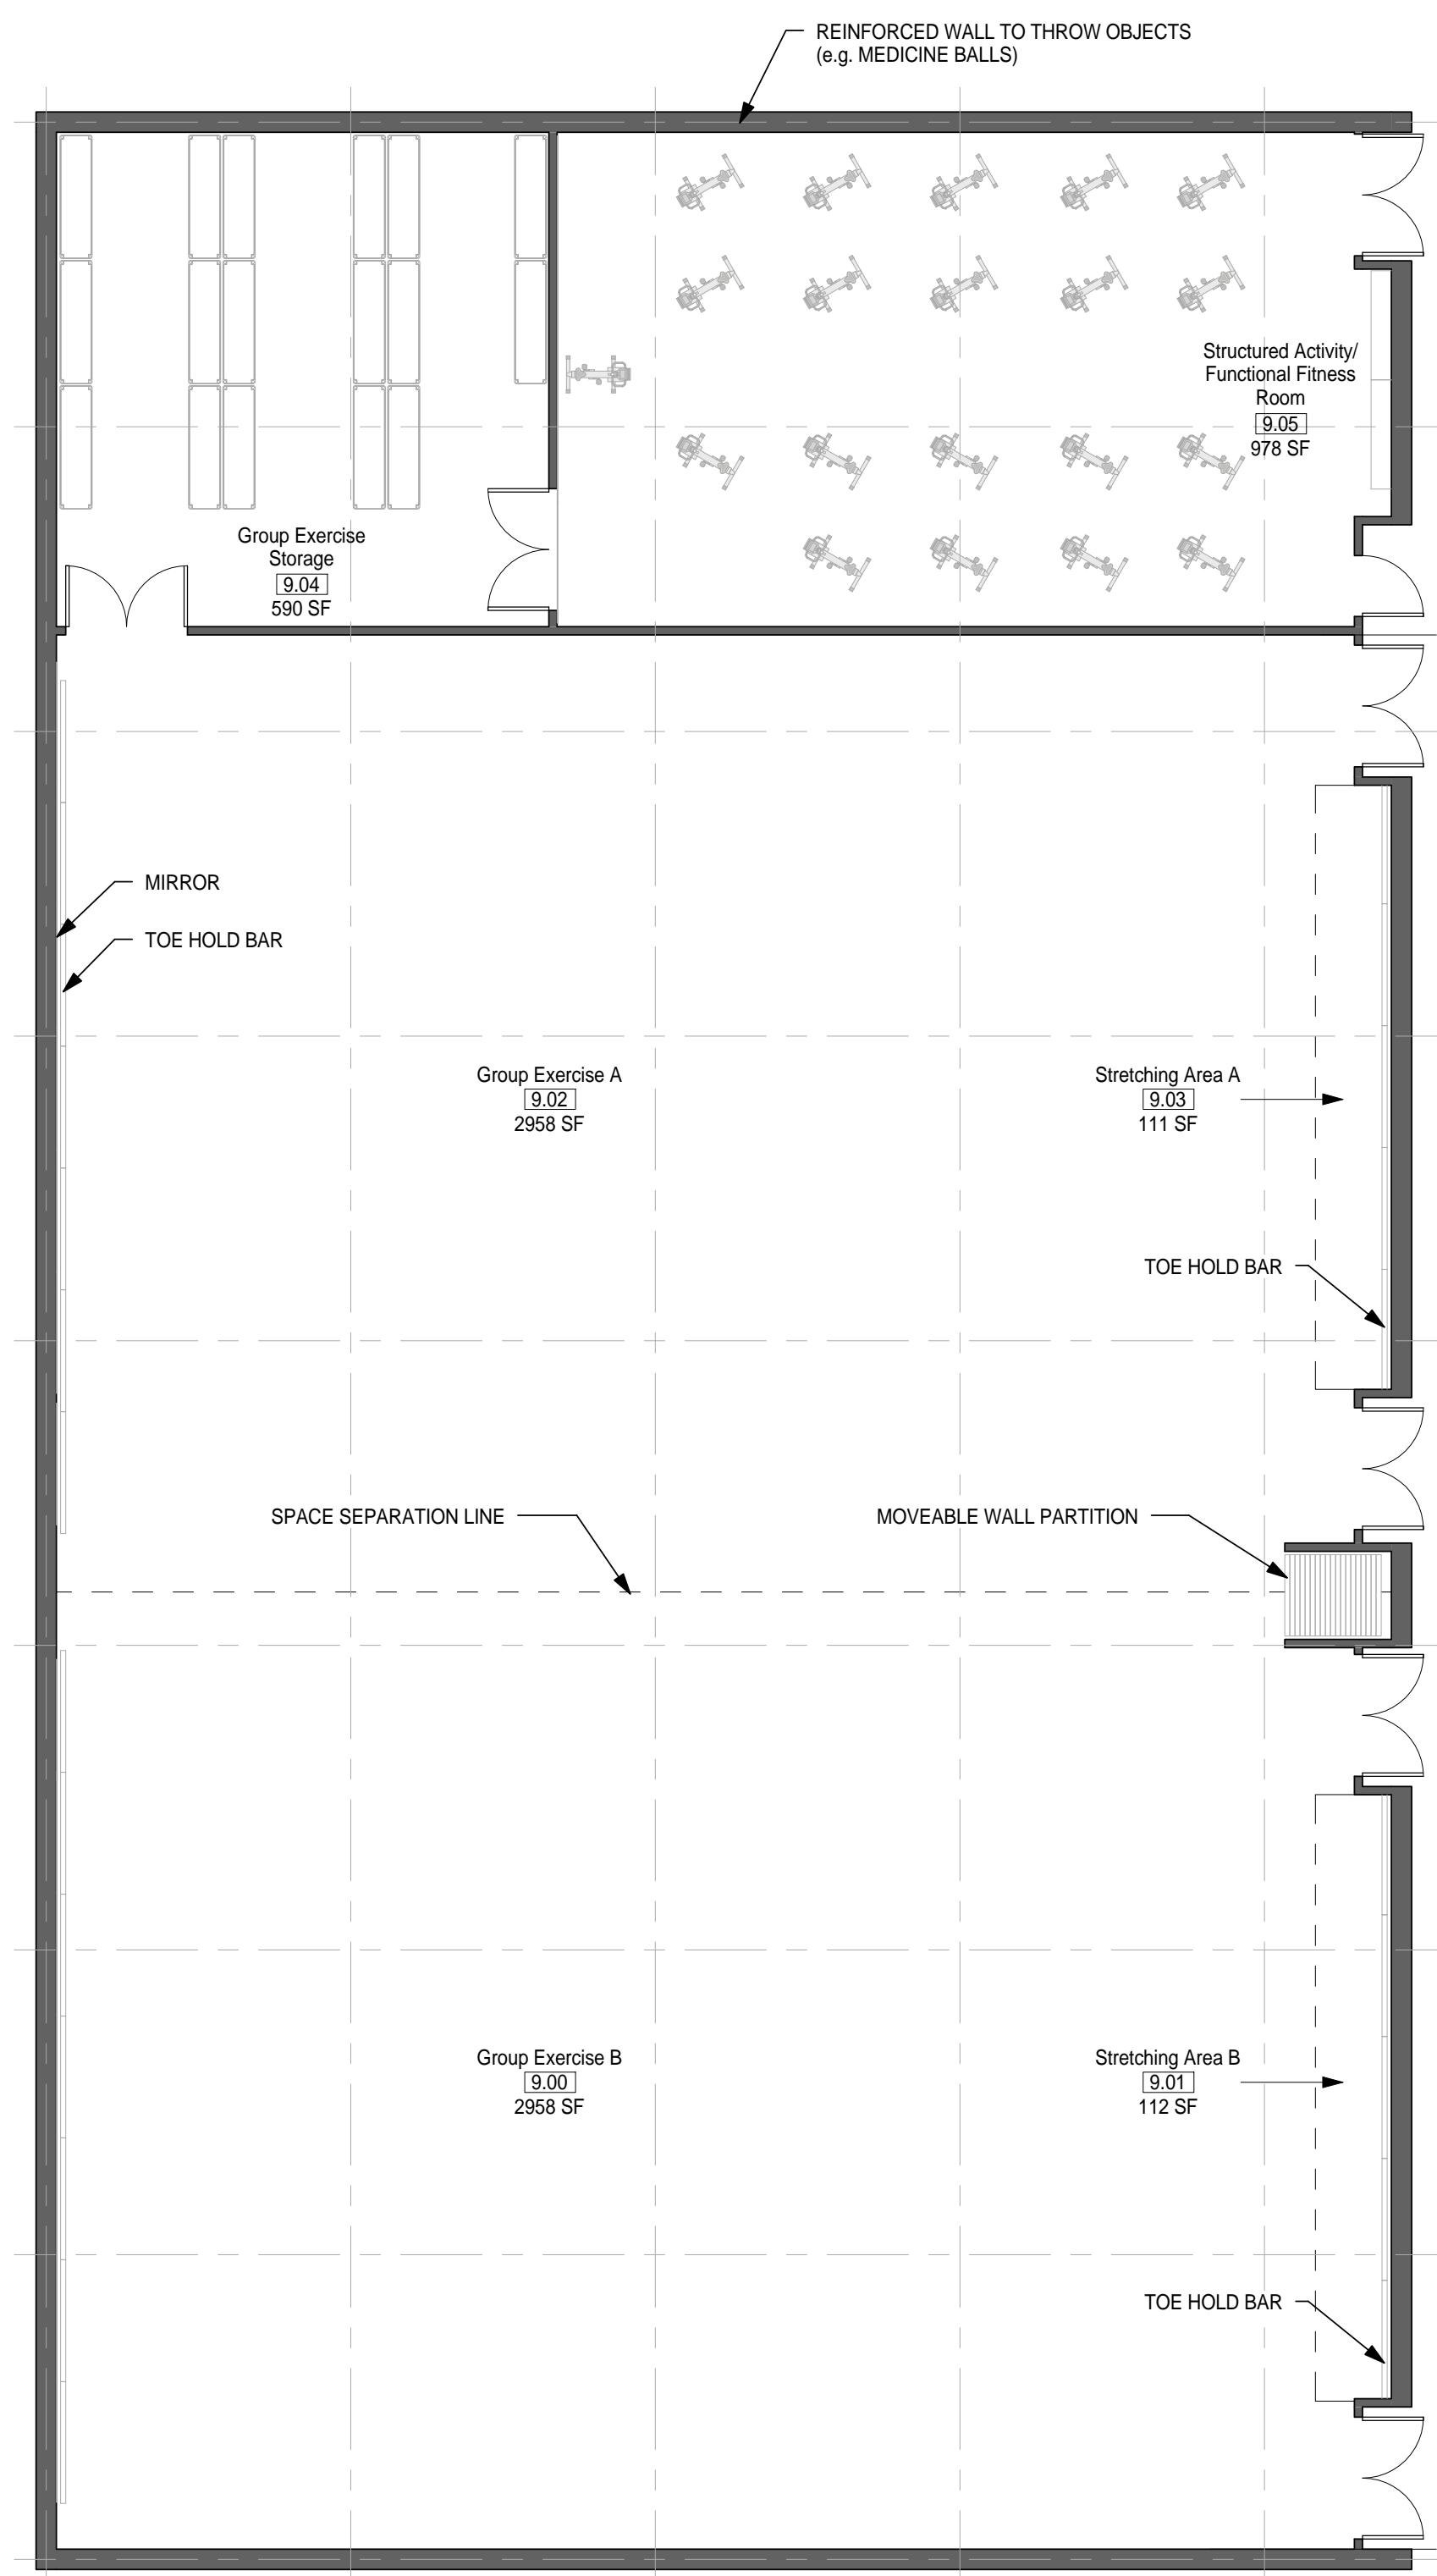 REINFORCED WALL TO THROW OBJECTS
(e.g. MEDICINE BALLS)
Structured Activity/
Functional Fitness
Room
9.05
978 SF
Group Exercise
Storage
9.04
590 SF
MIRROR
TOE HOLD BAR
Group Exercise A
9.02
2958 SF
Stretching Area A
9.03
111 SF
TOE HOLD BAR
SPACE SEPARATION LINE
MOVEABLE WALL PARTITION
Group Exercise B
9.00
2958 SF
Stretching Area B
9.01
112 SF
TOE HOLD BAR